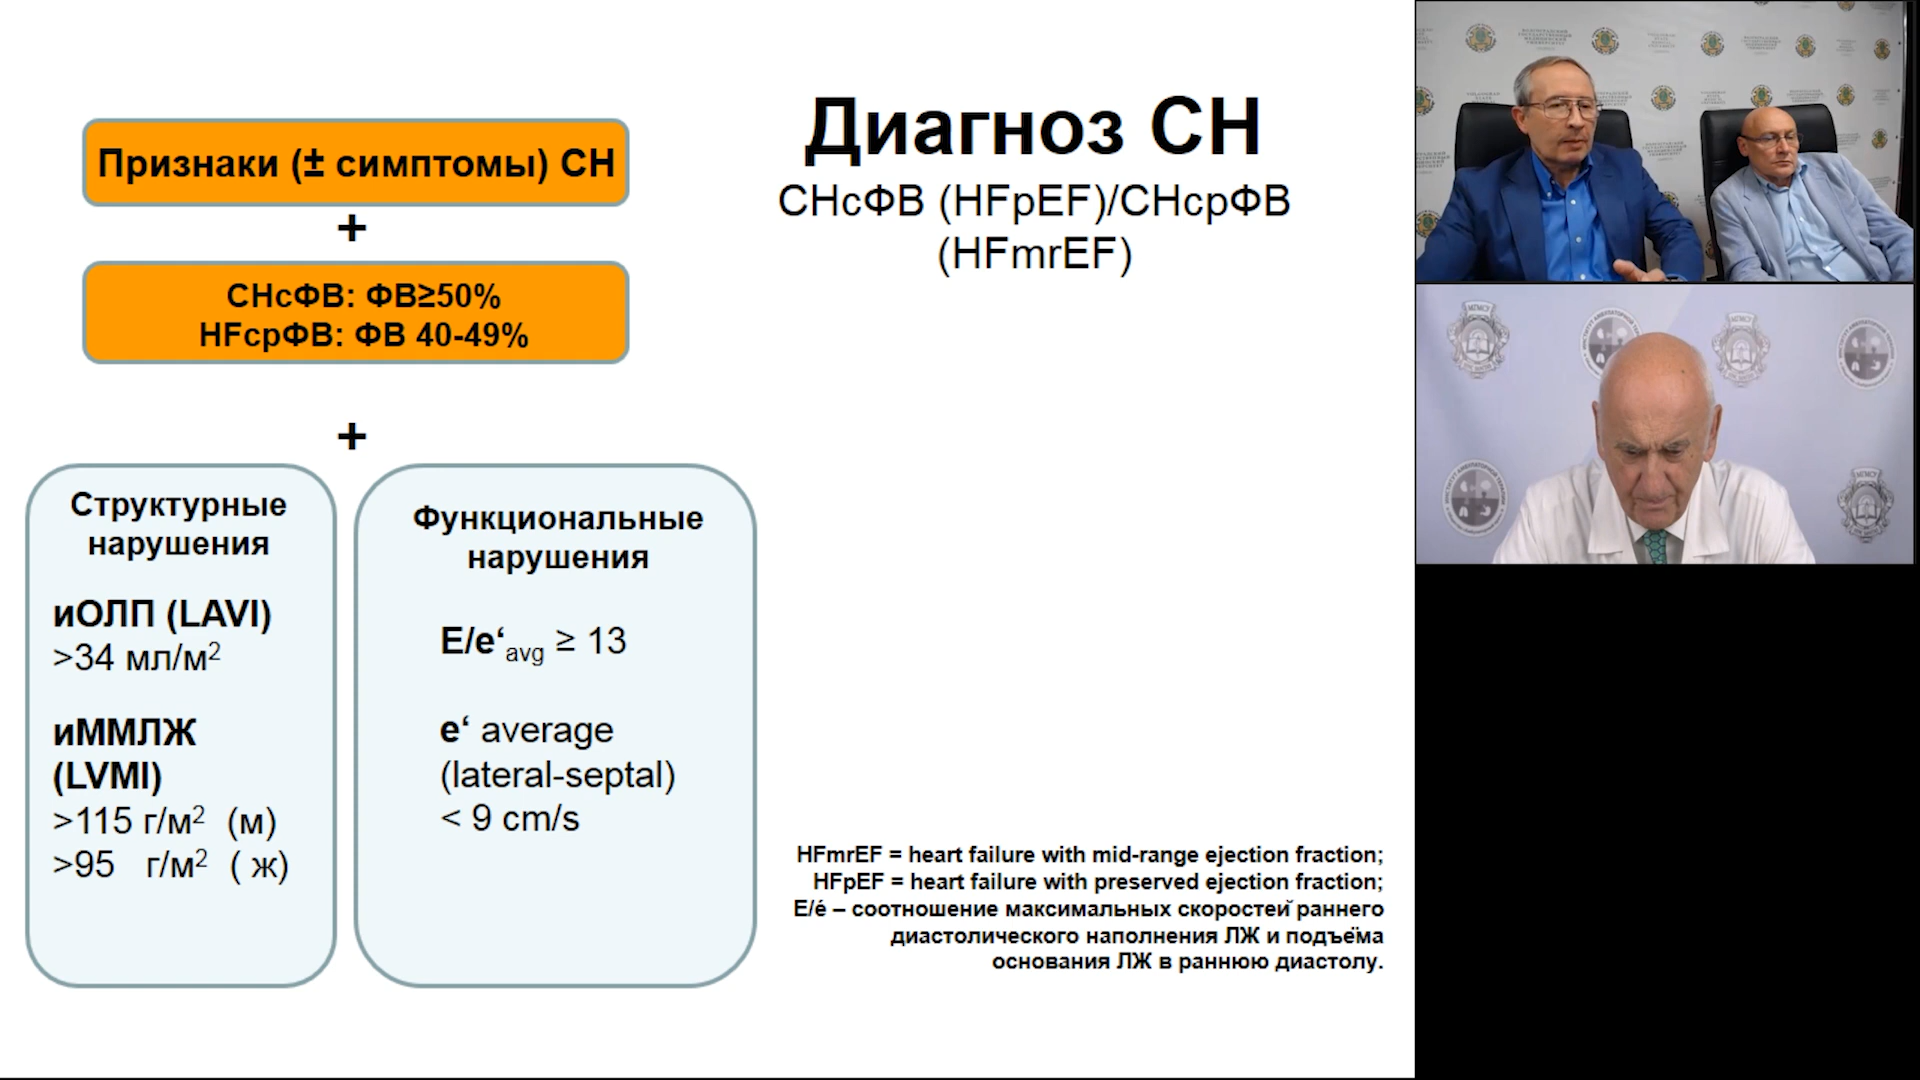 Диагноз СН
СНсФВ (HFpEF)/СНсрФВ
(HFmrEF)
Признаки (± симптомы) СН
+
СНсФВ: ФВ≥50%
HFсрФВ: ФВ 40-49%
+
Структурные
нарушения
иОЛП (LAVI)
>34 мл/м²
иММЛЖ
(LVMI)
>115 г/м² (м)
>95 г/м² ( ж)
Функциональные
нарушения
E/e‘avg ≥ 13
e‘ average
(lateral-septal)
< 9 cm/s
HFmrEF = heart failure with mid-range ejection fraction;
HFpEF = heart failure with preserved ejection fraction;
E/é – соотношение максимальных скоростей раннего
диастолического наполнения ЛЖ и подъёма
основания ЛЖ в раннюю диастолу.